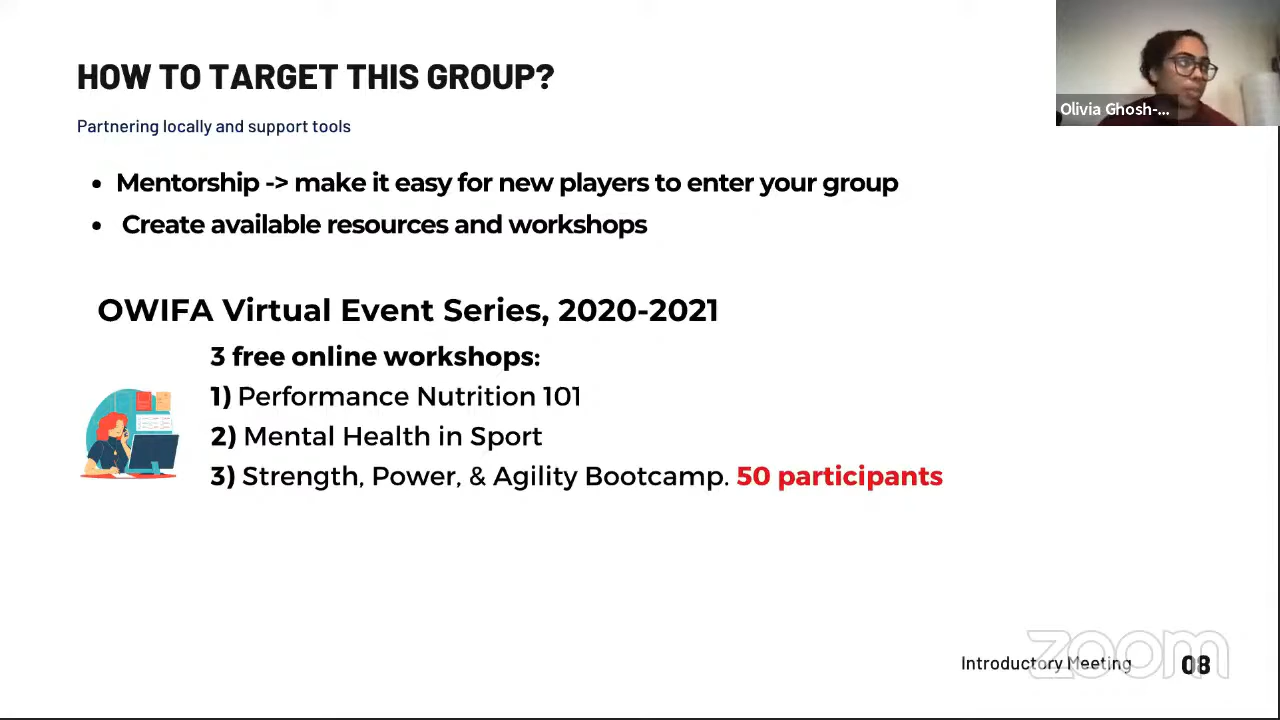 HOW TO TARGET THIS GROUP?
Olivia Ghosh-...
Partnering locally and support tools
• Mentorship -> make it easy for new players to enter your group
• Create available resources and workshops
OWIFA Virtual Event Series, 2020-2021
3 free online workshops:
1) Performance Nutrition 101
2) Mental Health in Sport
3) Strength, Power, & Agility Bootcamp. 50 participants
zoom
Introductory Meeting 08